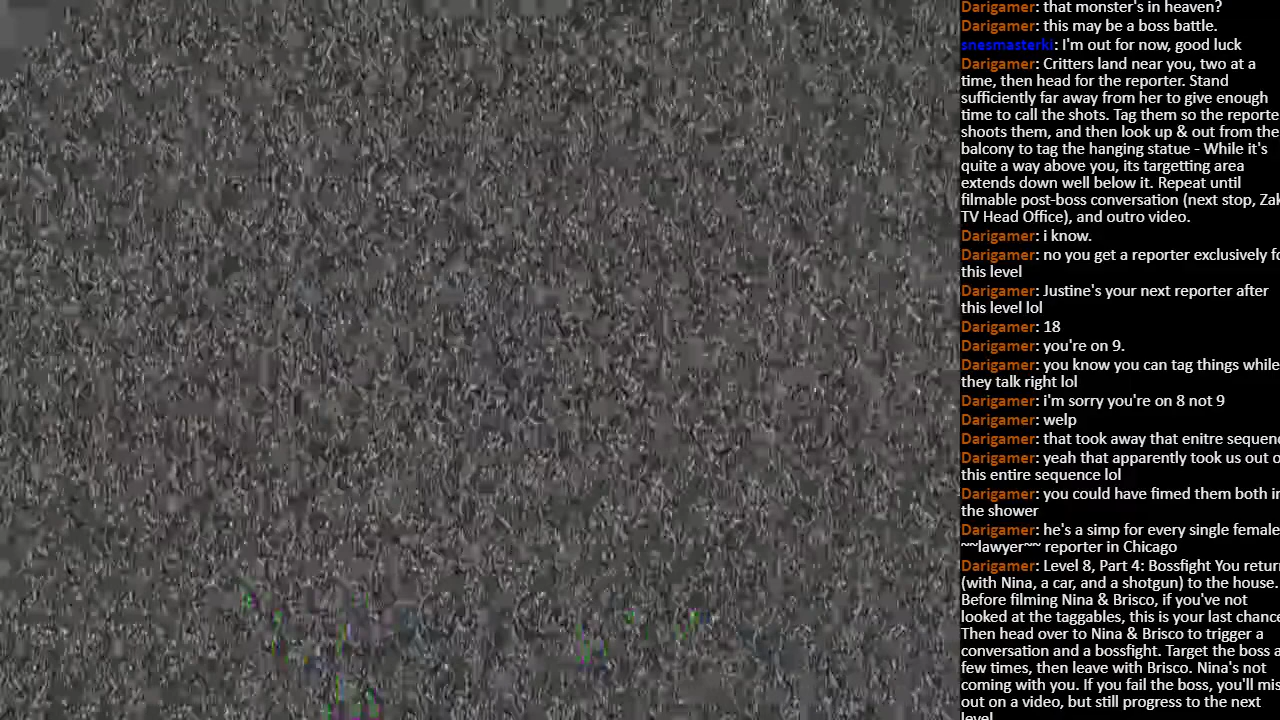 Darigamer: that monster's in heaven?
Darigamer: this may be a boss battle.
snesmasterki: I'm out for now, good luck
Darigamer: Critters land near you, two at a
time, then head for the reporter. Stand
sufficiently far away from her to give enough
time to call the shots. Tag them so the reporte
shoots them, and then look up & out from the
balcony to tag the hanging statue - While it's
quite a way above you, its targetting area
extends down well below it. Repeat until
filmable post-boss conversation (next stop, Zak
TV Head Office), and outro video.
Darigamer: i know.
Darigamer: no you get a reporter exclusively fo
this level
Darigamer: Justine's your next reporter after
this level lol
Darigamer: 18
Darigamer: you're on 9.
Darigamer: you know you can tag things while
they talk right lol
Darigamer: i'm sorry you're on 8 not 9
Darigamer: welp
Darigamer: that took away that enitre sequenc
Darigamer: yeah that apparently took us out o
this entire sequence lol
Darigamer: you could have fimed them both in
the shower
Darigamer: he's a simp for every single female
~~lawyer~~ reporter in Chicago
Darigamer: Level 8, Part 4: Bossfight You return
(with Nina, a car, and a shotgun) to the house.
Before filming Nina & Brisco, if you've not
looked at the taggables, this is your last chance
Then head over to Nina & Brisco to trigger a
conversation and a bossfight. Target the boss a
few times, then leave with Brisco. Nina's not
coming with you. If you fail the boss, you'll mis
out on a video, but still progress to the next
level